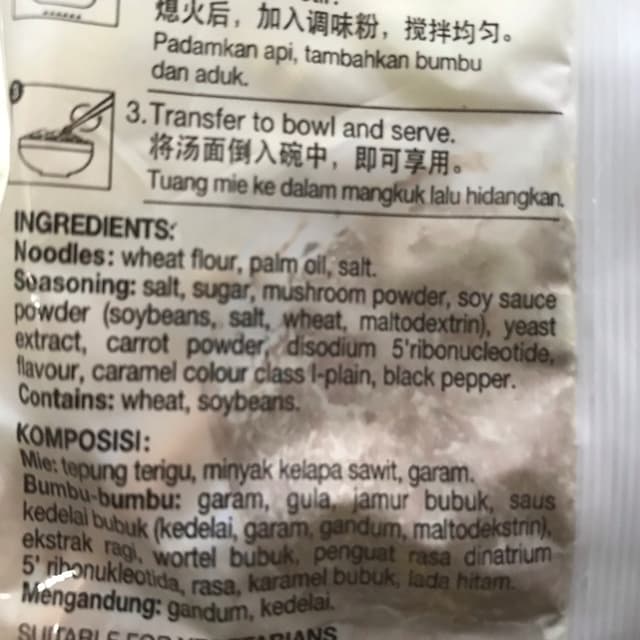 熄火后，加入调味粉，搅拌均匀。
Padamkan api, tambahkan bumbu
dan aduk.
3. Transfer to bowl and serve.
将汤面倒入碗中，即可享用。
Tuang mie ke dalam mangkuk lalu hidangkan.
INGREDIENTS:
Noodles: wheat flour, palm oil, salt.
Seasoning: salt, sugar, mushroom powder, soy sauce
powder (soybeans, salt, wheat, maltodextrin), yeast
extract, carrot powder, disodium 5'ribonucleotide,
flavour, caramel colour class I-plain, black pepper.
Contains: wheat, soybeans.
KOMPOSISI:
Mie: tepung terigu, minyak kelapa sawit, garam.
Bumbu-bumbu: garam, gula, jamur bubuk, saus
kedelai bubuk (kedelai, garam, gandum, maltodekstrin),
ekstrak ragi, wortel bubuk, penguat rasa dinatrium
5' ribonukleotida, rasa, karamel bubuk, lada hitam.
Mengandung: gandum, kedelai.
SUITABLE FOR VEGETARIANS